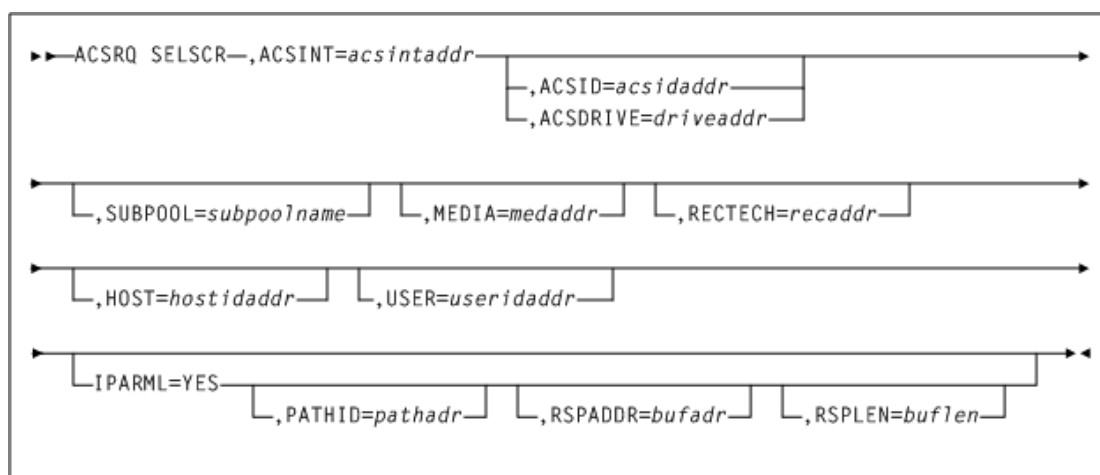 ACSRQ SELSCR ,ACSINT=acsintaddr
,ACSID=acsidaddr
,ACSDRIVE=driveaddr
,SUBPOOL=subpoolname ,MEDIA=medaddr ,RECTECH=recaddr
,HOST=hostidaddr ,USER=useridaddr
IPARML=YES
,PATHID=pathadr ,RSPADDR=bufadr ,RSPLEN=buflen